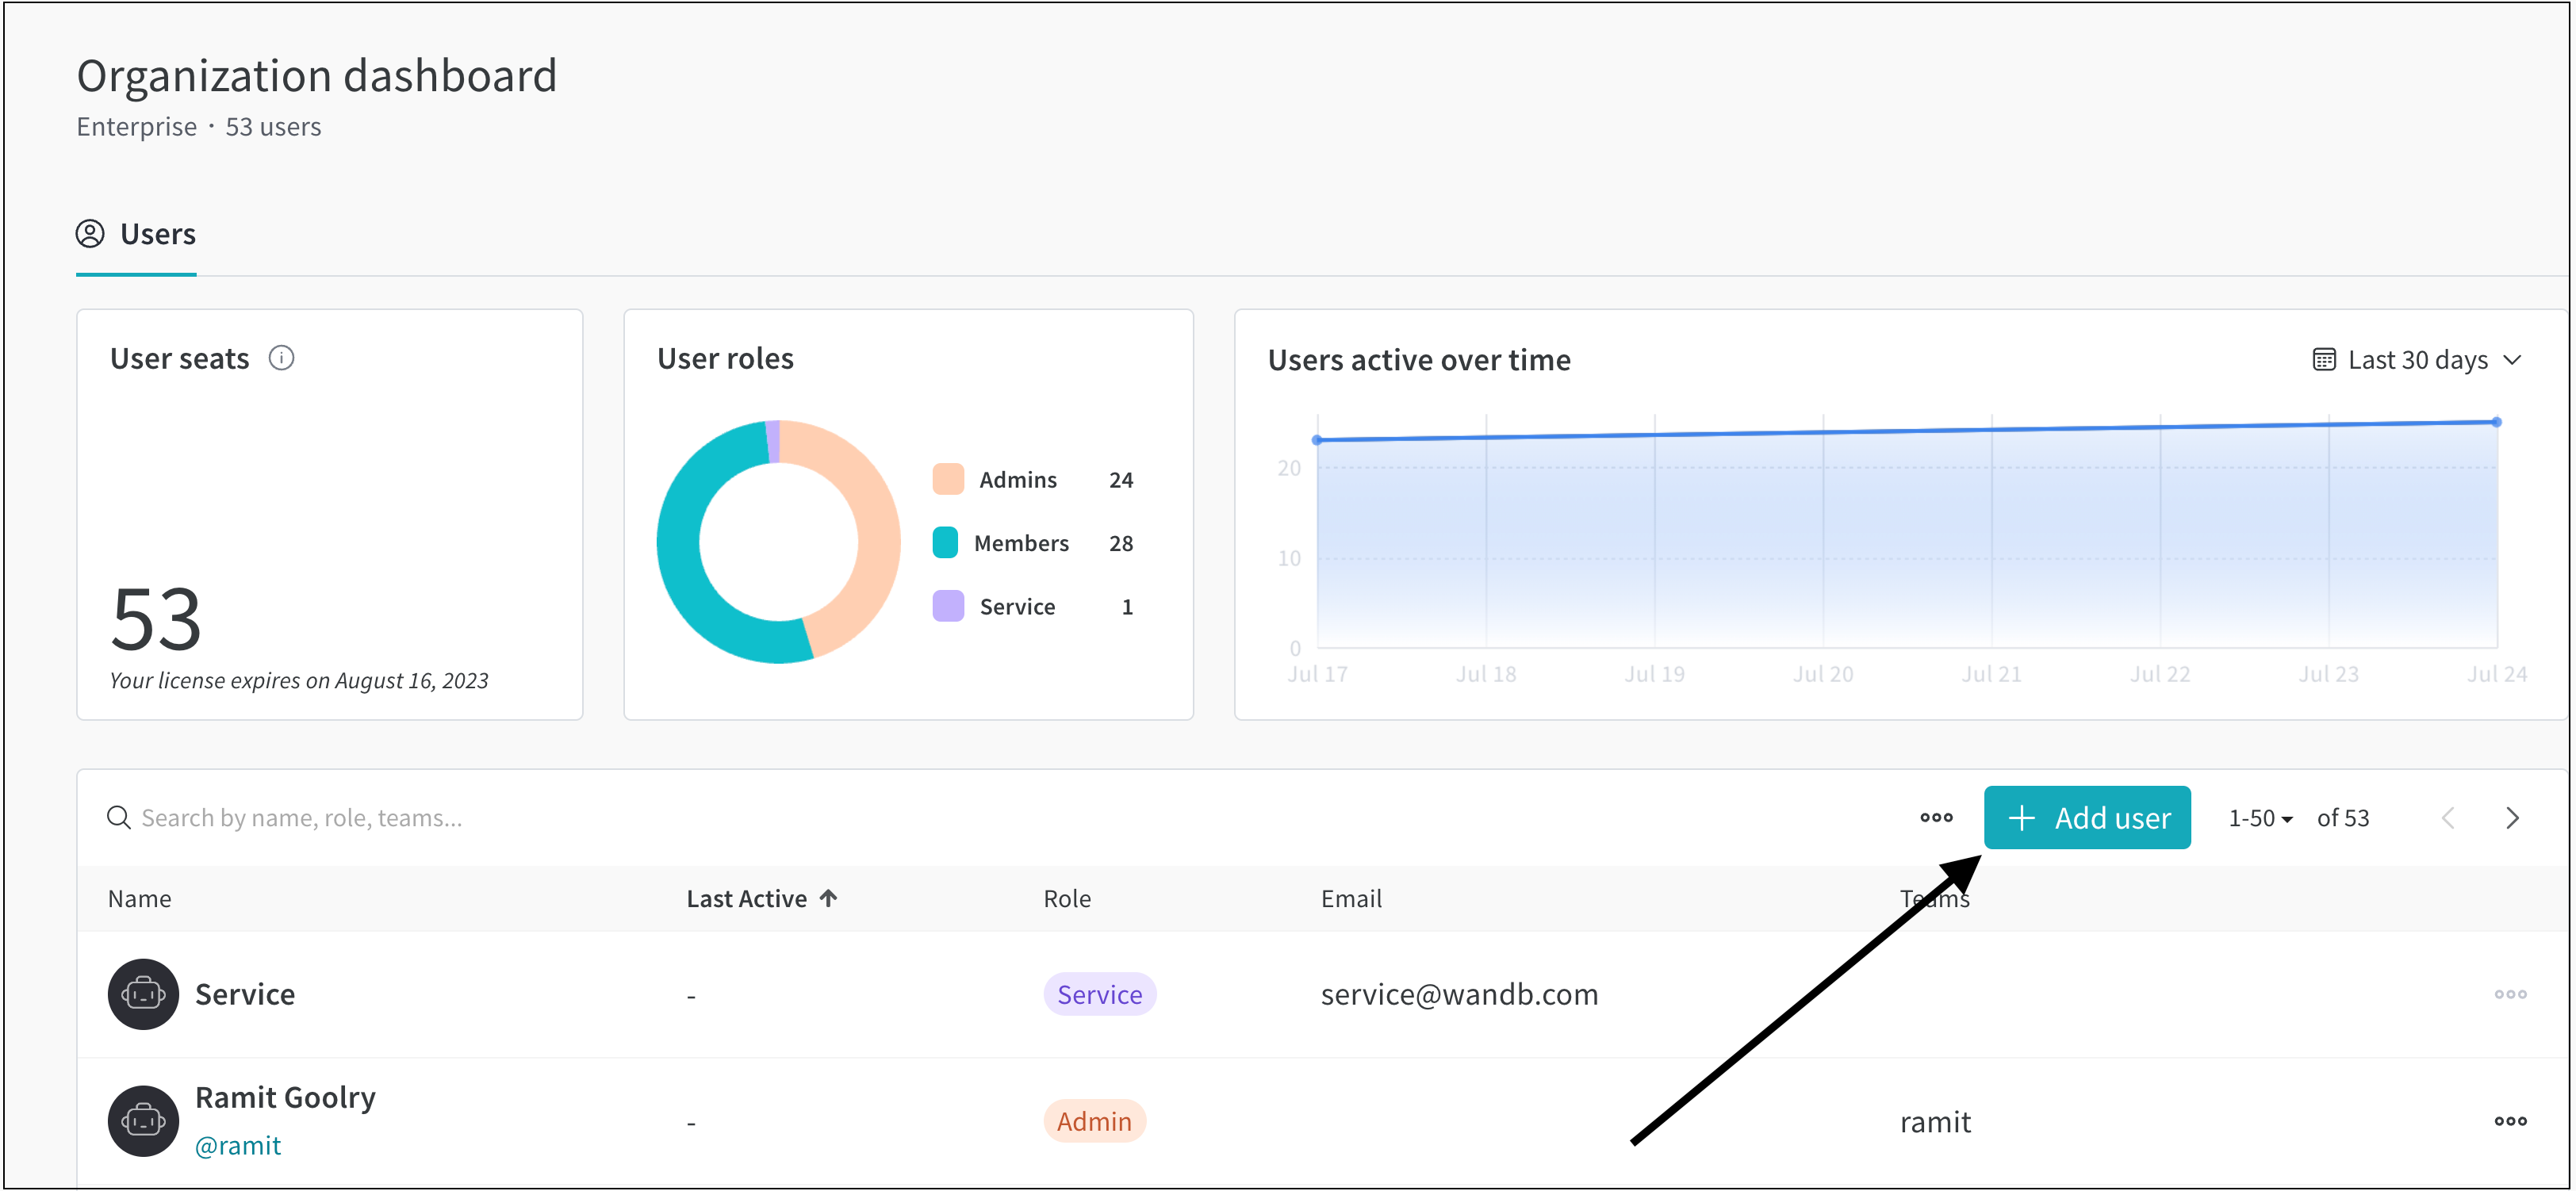 Organization dashboard
Enterprise · 53 users
Users
User seats
53
Your license expires on August 16, 2023
User roles
Admins 24
Members 28
Service 1
Users active over time
Last 30 days
20
10
0
Jul 17 Jul 18 Jul 19 Jul 20 Jul 21 Jul 22 Jul 23 Jul 24
Search by name, role, teams...
+ Add user
1-50 of 53
Name Last Active ↑ Role Email Teams
Service - Service service@wandb.com
Ramit Goolry
@ramit
- Admin ramit